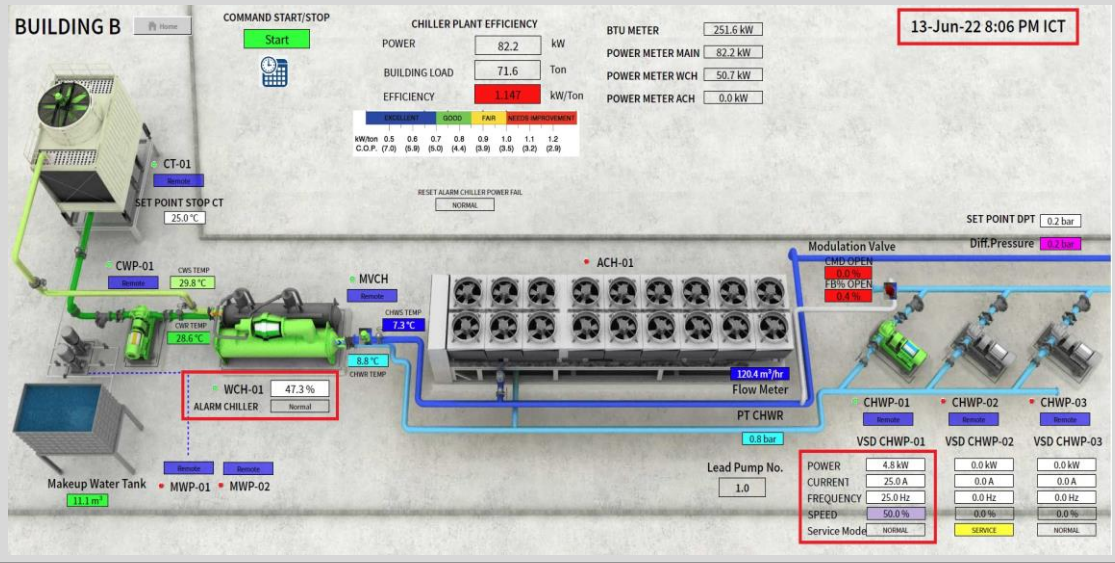 BUILDING B
Home
COMMAND START/STOP
Start
CHILLER PLANT EFFICIENCY
POWER 82.2 kW
BUILDING LOAD 71.6 Ton
EFFICIENCY 1.147 kW/Ton
EXCELLENT GOOD FAIR NEEDS IMPROVEMENT
kW/ton 0.5 0.6 0.7 0.8 0.9 1.0 1.1 1.2
C.O.P. (7.0) (5.9) (5.0) (4.4) (3.9) (3.5) (3.2) (2.9)
BTU METER 251.6 kW
POWER METER MAIN 82.2 kW
POWER METER WCH 50.7 kW
POWER METER ACH 0.0 kW
13-Jun-22 8:06 PM ICT
RESET ALARM CHILLER POWER FAIL
NORMAL
CT-01
Remote
SET POINT STOP CT
25.0 °C
SET POINT DPT 0.2 bar
Diff.Pressure 0.2 bar
Modulation Valve
CMD OPEN
0.0 %
FB% OPEN
0.4 %
CWP-01
Remote
CWS TEMP
29.8 °C
CWR TEMP
28.6 °C
MVCH
Remote
CHWS TEMP
7.3 °C
8.8 °C
CHWR TEMP
ACH-01
120.4 m³/hr
Flow Meter
WCH-01 47.3 %
ALARM CHILLER Normal
PT CHWR
0.8 bar
Lead Pump No.
1.0
Makeup Water Tank
11.1 m³
Remote Remote
MWP-01 MWP-02
CHWP-01 CHWP-02 CHWP-03
Remote Remote Remote
VSD CHWP-01 VSD CHWP-02 VSD CHWP-03
POWER 4.8 kW 0.0 kW 0.0 kW
CURRENT 25.0 A 0.0 A 0.0 A
FREQUENCY 25.0 Hz 0.0 Hz 0.0 Hz
SPEED 50.0 % 0.0 % 0.0 %
Service Mode NORMAL SERVICE NORMAL